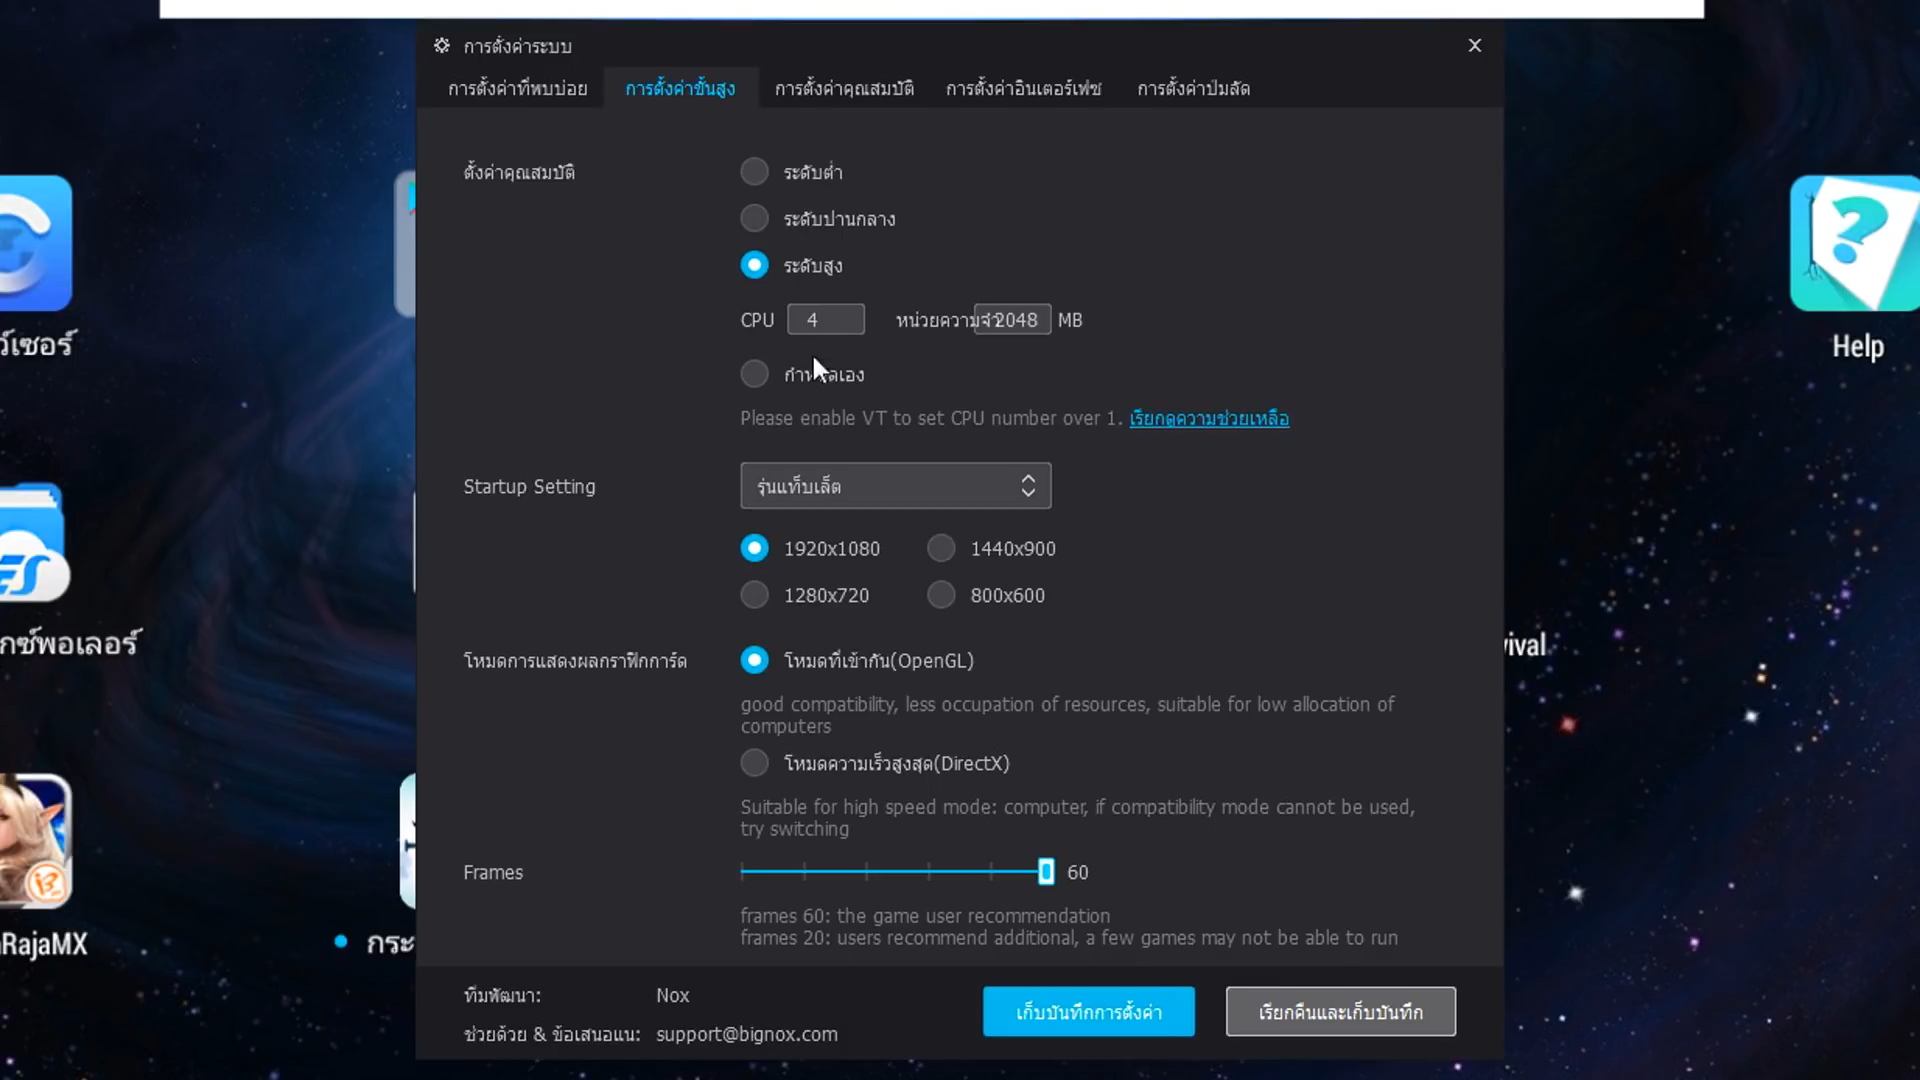 การตั้งค่าระบบ
การตั้งค่าที่พบบ่อย การตั้งค่าขั้นสูง การตั้งค่าคุณสมบัติ การตั้งค่าอินเตอร์เฟซ การตั้งค่าปุ่มลัด
ตั้งค่าคุณสมบัติ ระดับต่ำ
ระดับปานกลาง
ระดับสูง
CPU 4 หน่วยความจำ 2048 MB
Please enable VT to set CPU number over 1. เรียกดูความช่วยเหลือ
Startup Setting รุ่นแท็บเล็ต
1920x1080 1440x900
1280x720 800x600
โหมดการแสดงผลกราฟิกการ์ด โหมดที่เข้ากัน(OpenGL)
good compatibility, less occupation of resources, suitable for low allocation of
computers
โหมดความเร็วสูงสุด(DirectX)
Suitable for high speed mode: computer, if compatibility mode cannot be used,
try switching
Frames 60
frames 60: the game user recommendation
frames 20: users recommend additional, a few games may not be able to run
ทีมพัฒนา: Nox
ช่วยด้วย & ข้อเสนอแน: support@bignox.com
เก็บบันทึกการตั้งค่า เรียกคืนและเก็บบันทึก
Help
ES
RajaMX